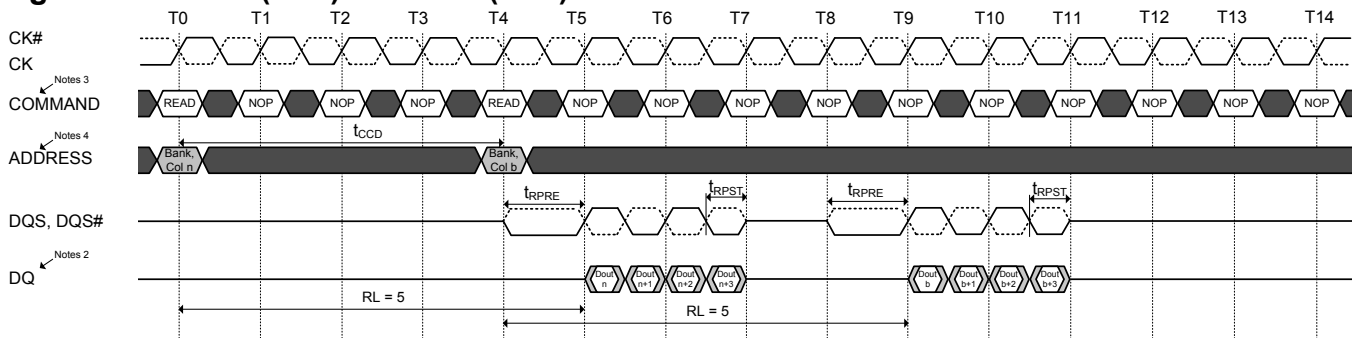 T0 T1 T2 T3 T4 T5 T6 T7 T8 T9 T10 T11 T12 T13 T14
CK#
CK
Notes 3
COMMAND READ NOP NOP NOP READ NOP NOP NOP NOP NOP NOP NOP NOP NOP NOP
tCCD
Notes 4
ADDRESS Bank, Col n Bank, Col b
tRPRE tRPST tRPRE tRPST
DQS, DQS#
Notes 2
DQ Dout n Dout n+1 Dout n+2 Dout n+3 Dout b Dout b+1 Dout b+2 Dout b+3
RL = 5
RL = 5